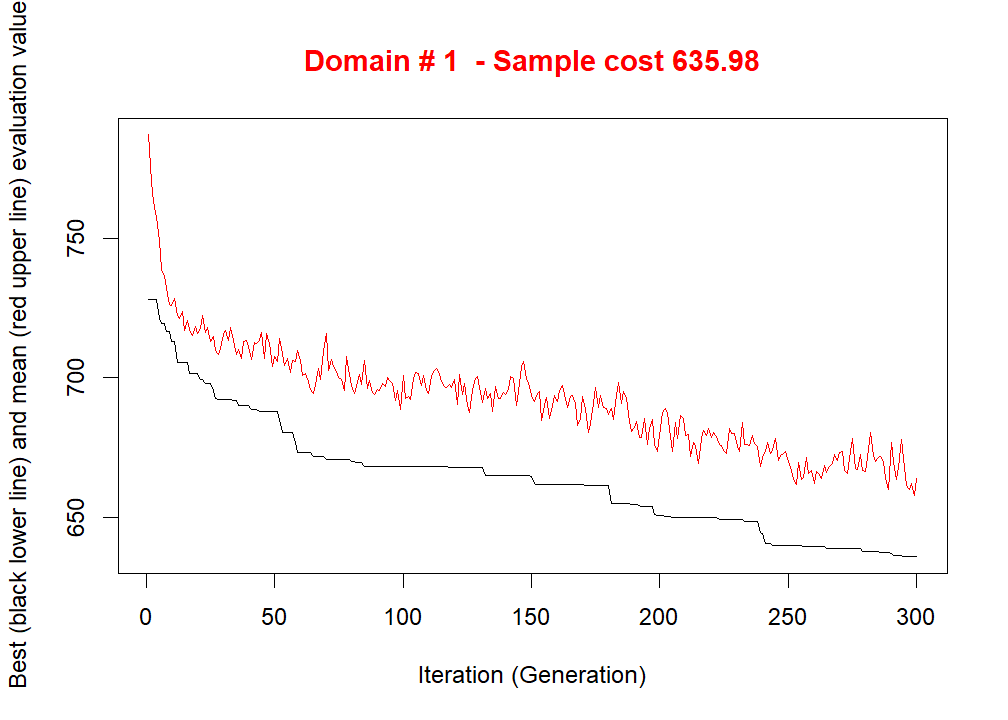 Domain # 1  - Sample cost 635.98
Best (black lower line) and mean (red upper line) evaluation value
750
700
650
0 50 100 150 200 250 300
Iteration (Generation)